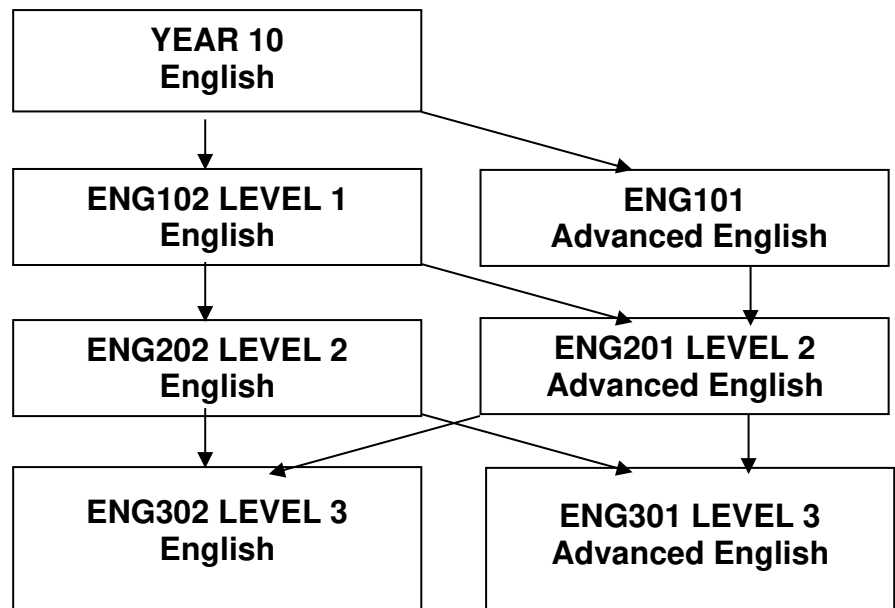 YEAR 10
English
ENG102 LEVEL 1
English
ENG101
Advanced English
ENG202 LEVEL 2
English
ENG201 LEVEL 2
Advanced English
ENG302 LEVEL 3
English
ENG301 LEVEL 3
Advanced English